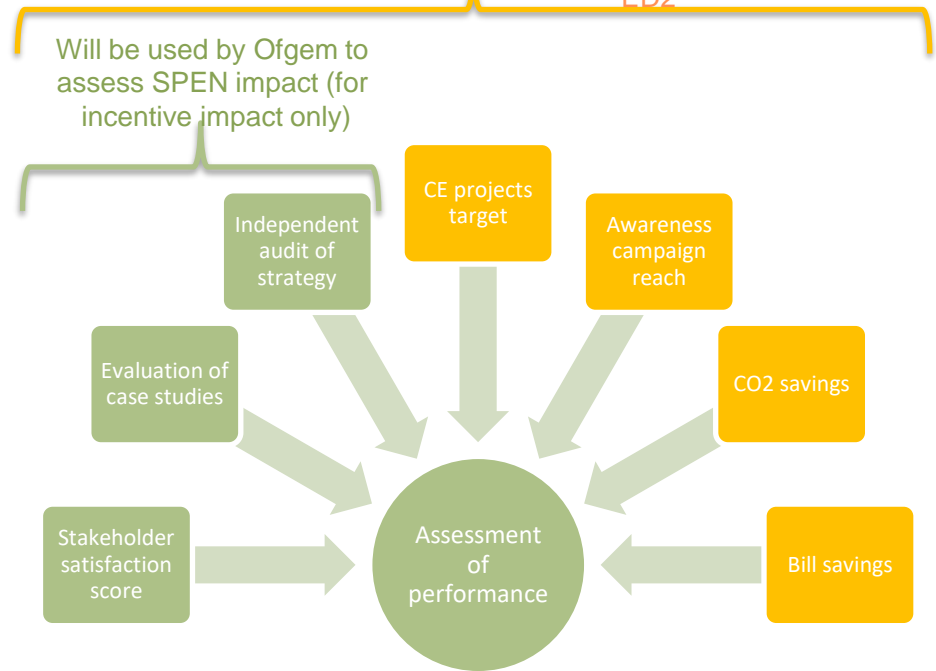 ED2
Will be used by Ofgem to
assess SPEN impact (for
incentive impact only)
CE projects
target
Independent
audit of
strategy
Awareness
campaign
reach
Evaluation of
case studies
CO2 savings
Stakeholder
satisfaction
score
Assessment
of
performance
Bill savings